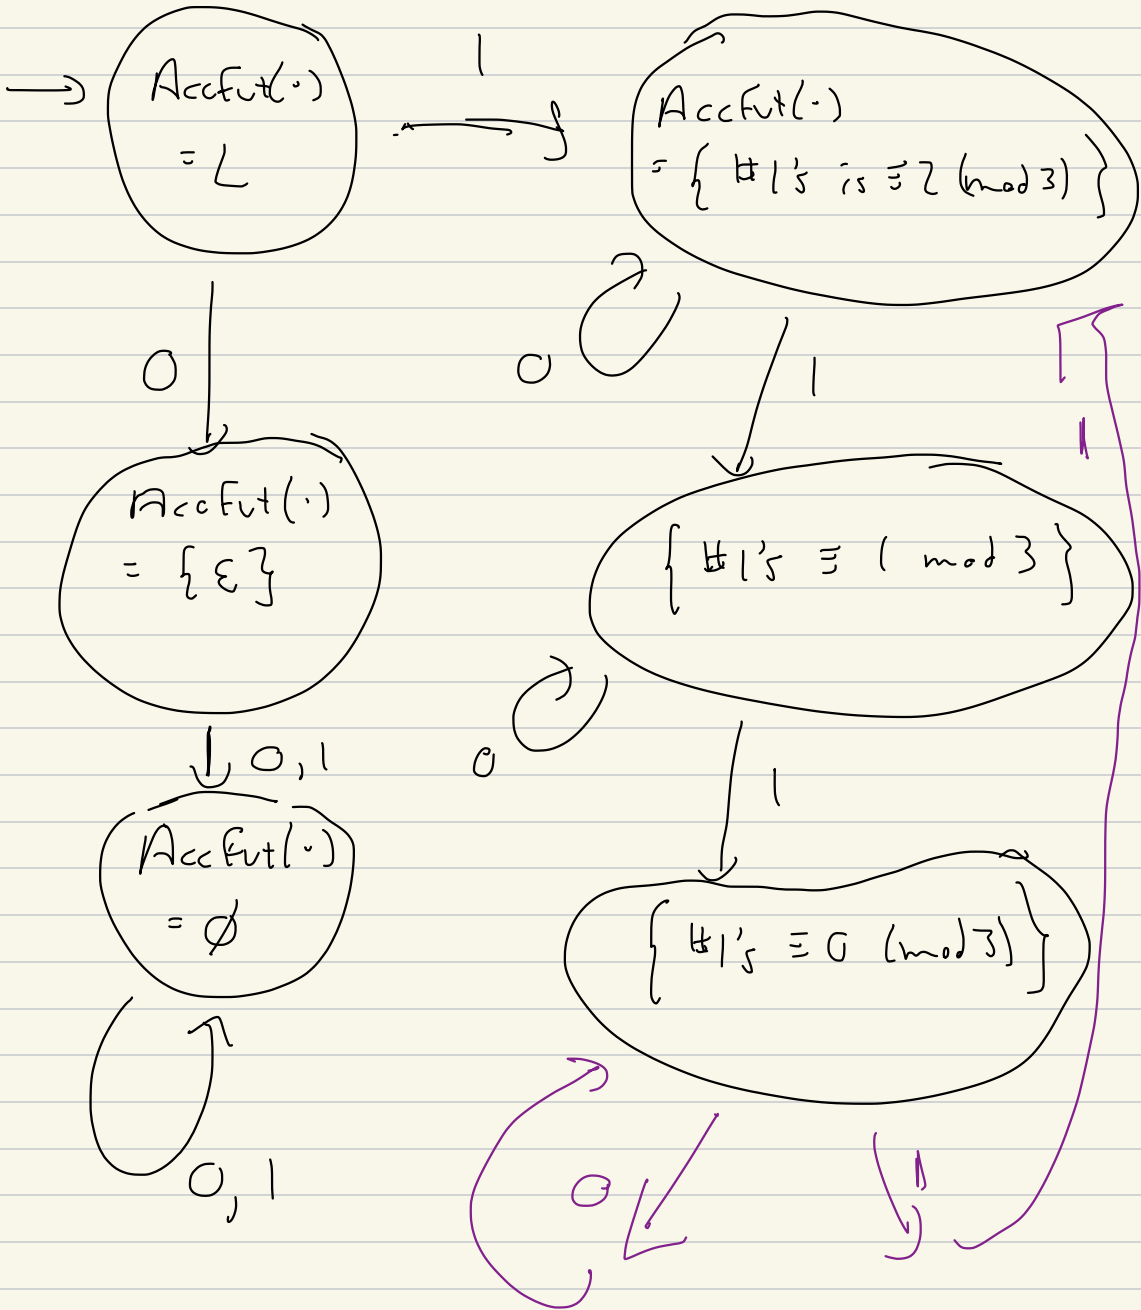 AccFut(·)
= L
1
AccFut(·)
= { #1's is ≡ 2 (mod 3) }
0
0
1
1
AccFut(·)
= {ε}
{ #1's ≡ 1 mod 3 }
0, 1
0
1
AccFut(·)
= ∅
{ #1's ≡ 0 (mod 3) }
0, 1
0
1